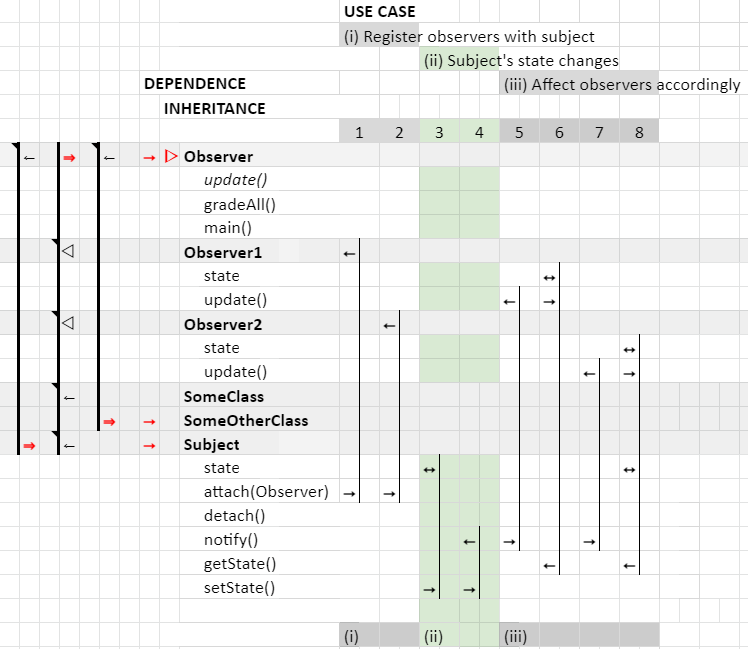 USE CASE
(i) Register observers with subject
(ii) Subject's state changes
DEPENDENCE (iii) Affect observers accordingly
INHERITANCE
1 2 3 4 5 6 7 8
← ⇒ ← → ▷ Observer
update()
gradeAll()
main()
◁ Observer1 ←
state ↔
update() ← →
◁ Observer2 ←
state ↔
update() ← →
← SomeClass
⇒ → SomeOtherClass
⇒ ← → Subject
state ↔ ↔
attach(Observer) → →
detach()
notify() ← → →
getState() ← ←
setState() → →
(i) (ii) (iii)